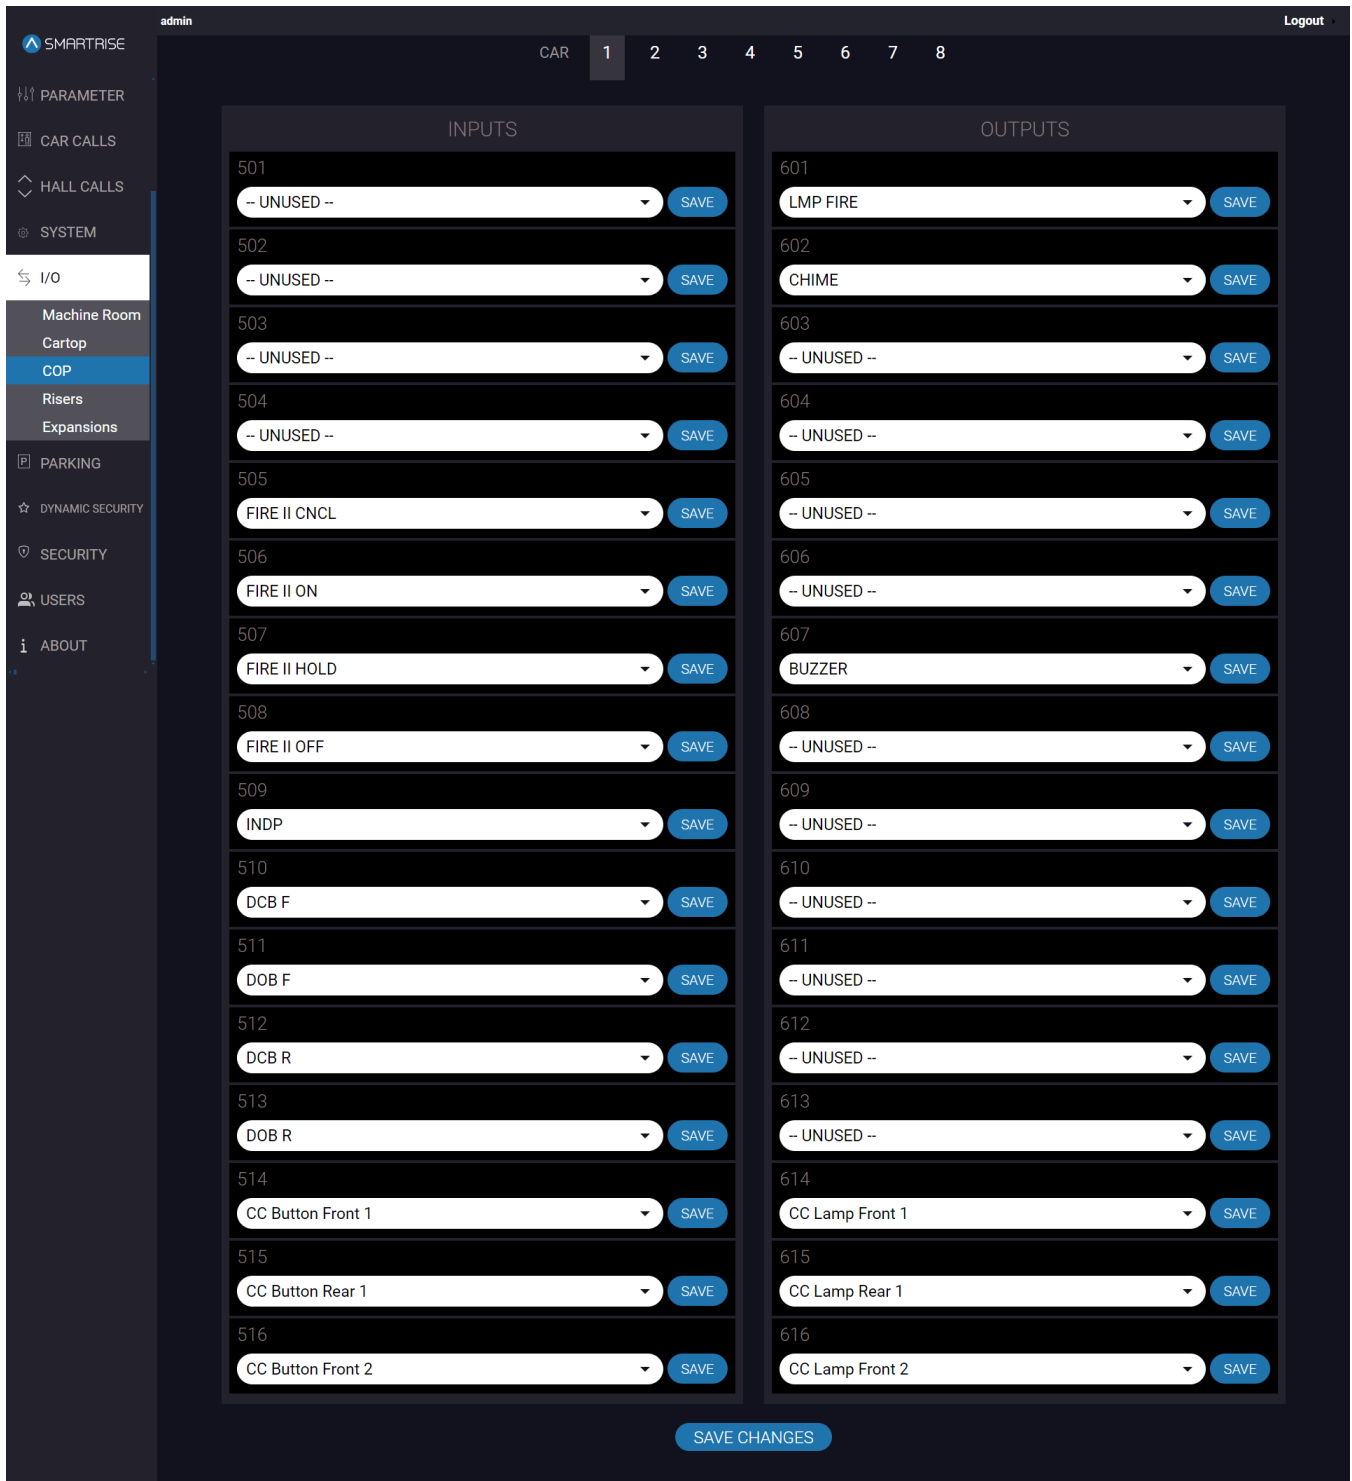 admin
Logout
SMARTRISE
CAR 1 2 3 4 5 6 7 8
PARAMETER
CAR CALLS
HALL CALLS
SYSTEM
I/O
Machine Room
Cartop
COP
Risers
Expansions
PARKING
DYNAMIC SECURITY
SECURITY
USERS
ABOUT
INPUTS
501
-- UNUSED -- SAVE
502
-- UNUSED -- SAVE
503
-- UNUSED -- SAVE
504
-- UNUSED -- SAVE
505
FIRE II CNCL SAVE
506
FIRE II ON SAVE
507
FIRE II HOLD SAVE
508
FIRE II OFF SAVE
509
INDP SAVE
510
DCB F SAVE
511
DOB F SAVE
512
DCB R SAVE
513
DOB R SAVE
514
CC Button Front 1 SAVE
515
CC Button Rear 1 SAVE
516
CC Button Front 2 SAVE
OUTPUTS
601
LMP FIRE SAVE
602
CHIME SAVE
603
-- UNUSED -- SAVE
604
-- UNUSED -- SAVE
605
-- UNUSED -- SAVE
606
-- UNUSED -- SAVE
607
BUZZER SAVE
608
-- UNUSED -- SAVE
609
-- UNUSED -- SAVE
610
-- UNUSED -- SAVE
611
-- UNUSED -- SAVE
612
-- UNUSED -- SAVE
613
-- UNUSED -- SAVE
614
CC Lamp Front 1 SAVE
615
CC Lamp Rear 1 SAVE
616
CC Lamp Front 2 SAVE
SAVE CHANGES